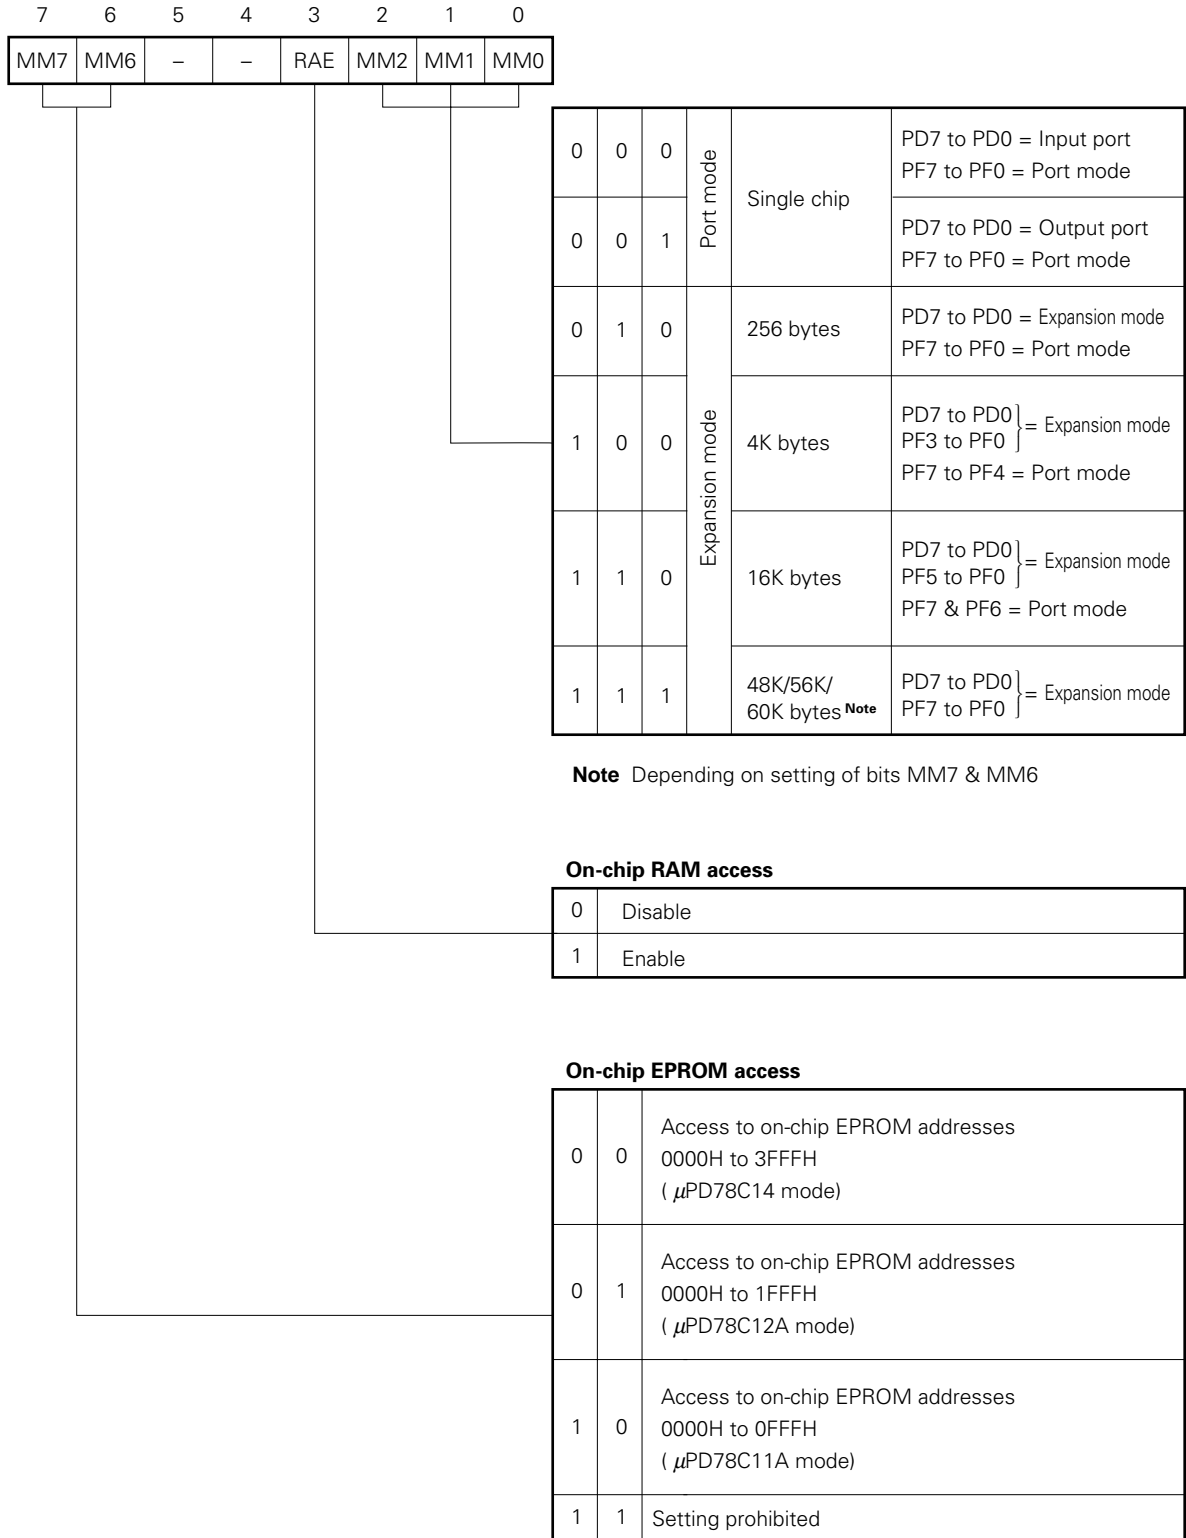 7 6 5 4 3 2 1 0
MM7 MM6 – – RAE MM2 MM1 MM0
0 0 0 Port mode Single chip PD7 to PD0 = Input port
PF7 to PF0 = Port mode
0 0 1 PD7 to PD0 = Output port
PF7 to PF0 = Port mode
0 1 0 Expansion mode 256 bytes PD7 to PD0 = Expansion mode
PF7 to PF0 = Port mode
1 0 0 4K bytes PD7 to PD0
PF3 to PF0 } = Expansion mode
PF7 to PF4 = Port mode
1 1 0 16K bytes PD7 to PD0
PF5 to PF0 } = Expansion mode
PF7 & PF6 = Port mode
1 1 1 48K/56K/
60K bytes Note PD7 to PD0
PF7 to PF0 } = Expansion mode
Note Depending on setting of bits MM7 & MM6
On-chip RAM access
0 Disable
1 Enable
On-chip EPROM access
0 0 Access to on-chip EPROM addresses
0000H to 3FFFH
( μPD78C14 mode)
0 1 Access to on-chip EPROM addresses
0000H to 1FFFH
( μPD78C12A mode)
1 0 Access to on-chip EPROM addresses
0000H to 0FFFH
( μPD78C11A mode)
1 1 Setting prohibited